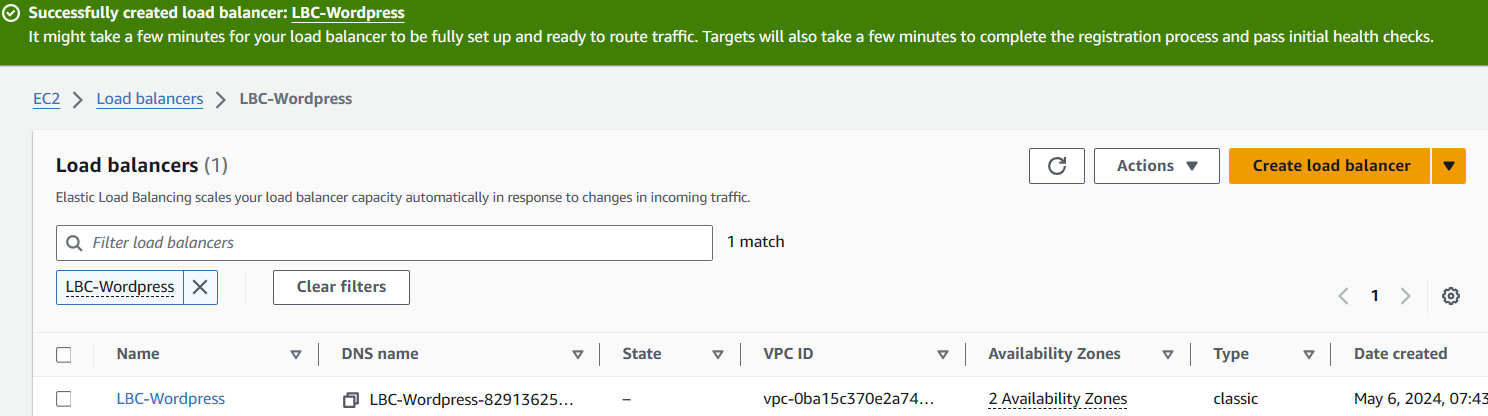 Successfully created load balancer: LBC-Wordpress
It might take a few minutes for your load balancer to be fully set up and ready to route traffic. Targets will also take a few minutes to complete the registration process and pass initial health checks.
EC2 > Load balancers > LBC-Wordpress
Load balancers (1)
Actions
Create load balancer
Elastic Load Balancing scales your load balancer capacity automatically in response to changes in incoming traffic.
Filter load balancers
1 match
LBC-Wordpress
Clear filters
1
Name DNS name State VPC ID Availability Zones Type Date created
LBC-Wordpress LBC-Wordpress-82913625... – vpc-0ba15c370e2a74... 2 Availability Zones classic May 6, 2024, 07:43